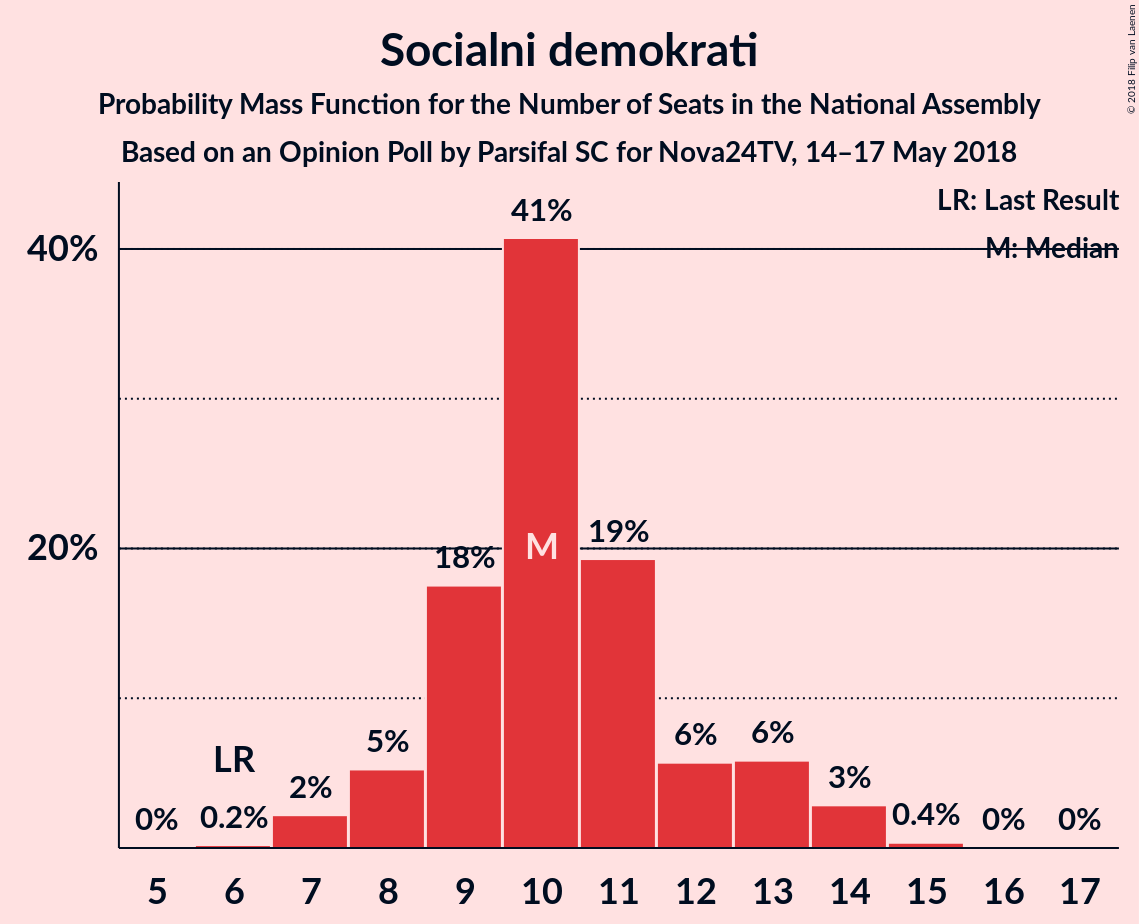 Socialni demokrati
Probability Mass Function for the Number of Seats in the National Assembly
Based on an Opinion Poll by Parsifal SC for Nova24TV, 14–17 May 2018
© 2018 Filip van Laenen
LR: Last Result
M: Median
40%
20%
0%
0.2%
LR
2%
5%
18%
41%
M
19%
6%
6%
3%
0.4%
0%
0%
5 6 7 8 9 10 11 12 13 14 15 16 17